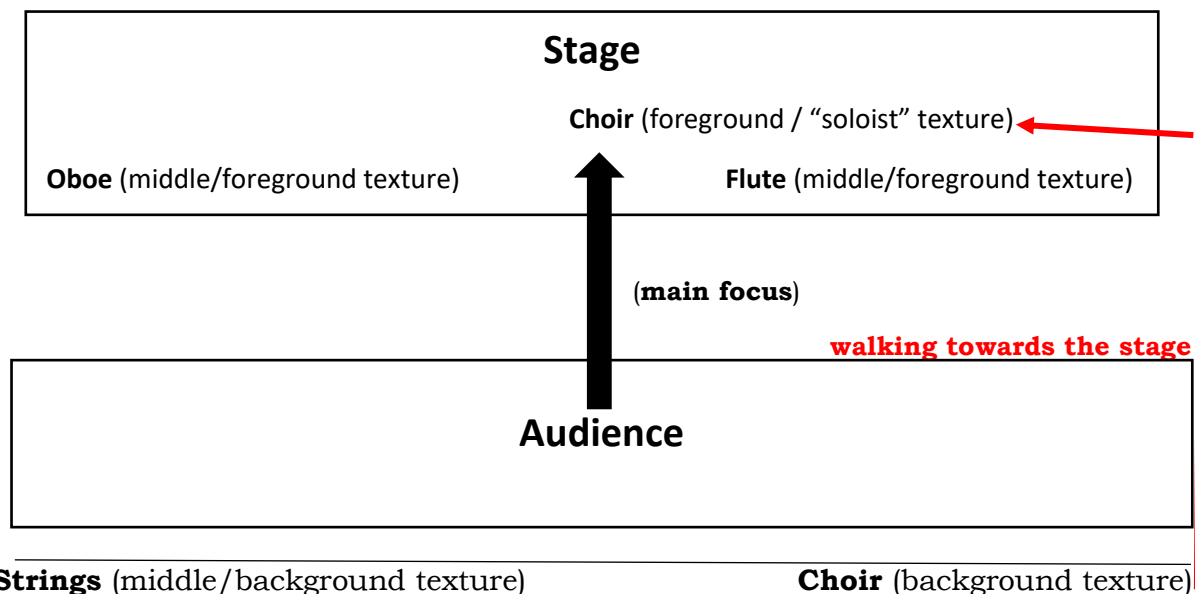 Stage
Choir (foreground / “soloist” texture)
Oboe (middle/foreground texture)
Flute (middle/foreground texture)
(main focus)
walking towards the stage
Audience
Strings (middle/background texture)
Choir (background texture)